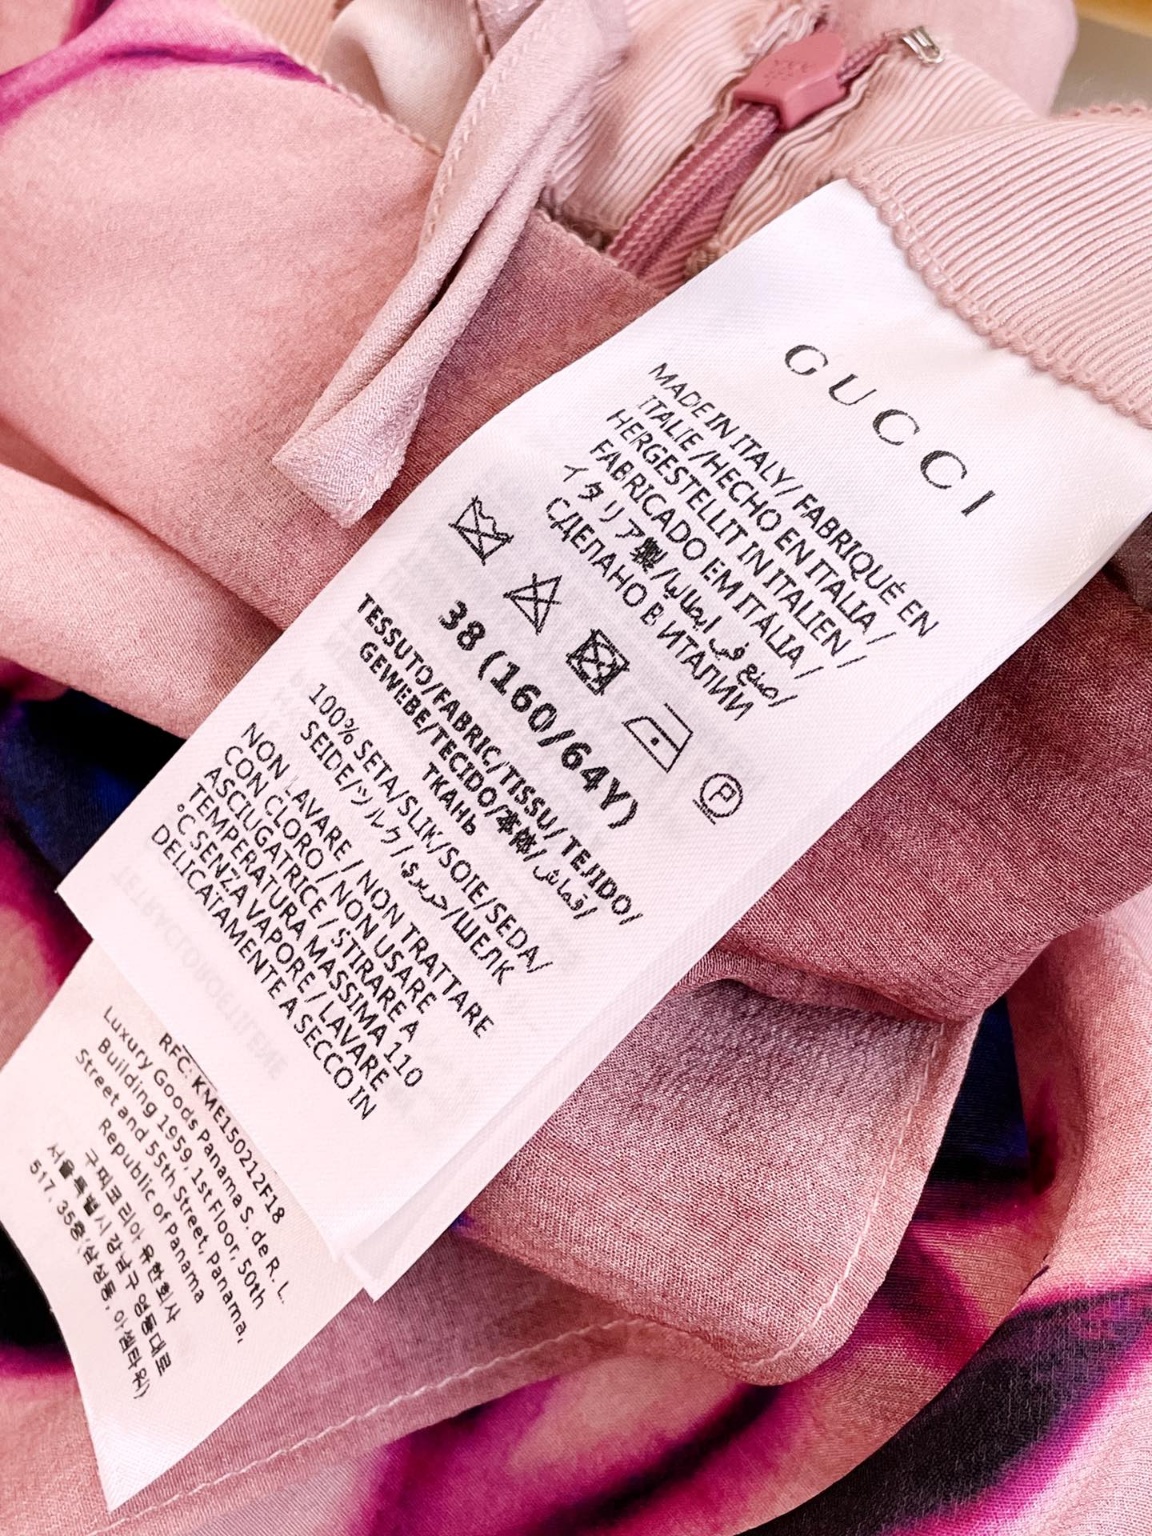 GUCCI
MADE IN ITALY/ FABRIQUÉ EN
ITALIE /HECHO EN ITALIA /
HERGESTELLT IN ITALIEN /
FABRICADO EM ITALIA /
イタリア製/صنع في ايطاليا/
СДЕЛАНО В ИТАЛИИ
P
38 (160/64Y)
TESSUTO/FABRIC/TISSU/ TEJIDO/
GEWEBE/TECIDO/本体/قماش/
ТКАНЬ
100% SETA/SLIK/SOIE/SEDA/
SEIDE/シルク/حريري/ШЕЛК
NON LAVARE / NON TRATTARE
CON CLORO / NON USARE
ASCIUGATRICE / STIRARE A
TEMPERATURA MASSIMA 110
°C SENZA VAPORE / LAVARE
DELICATAMENTE A SECCO IN
RFC: KME150212F18
Luxury Goods Panama S. de R. L.
Building 1959, 1st Floor, 50th
Street and 55th Street, Panama,
Republic of Panama
구찌코리아 유한회사
서울특별시 강남구 영동대로
517, 35층(삼성동, 아셈타워)